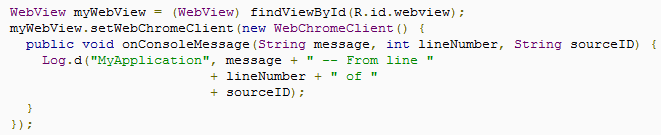 WebView myWebView = (WebView) findViewById(R.id.webview);
myWebView.setWebChromeClient(new WebChromeClient() {
  public void onConsoleMessage(String message, int lineNumber, String sourceID) {
    Log.d("MyApplication", message + " -- From line "
                         + lineNumber + " of "
                         + sourceID);
  }
});